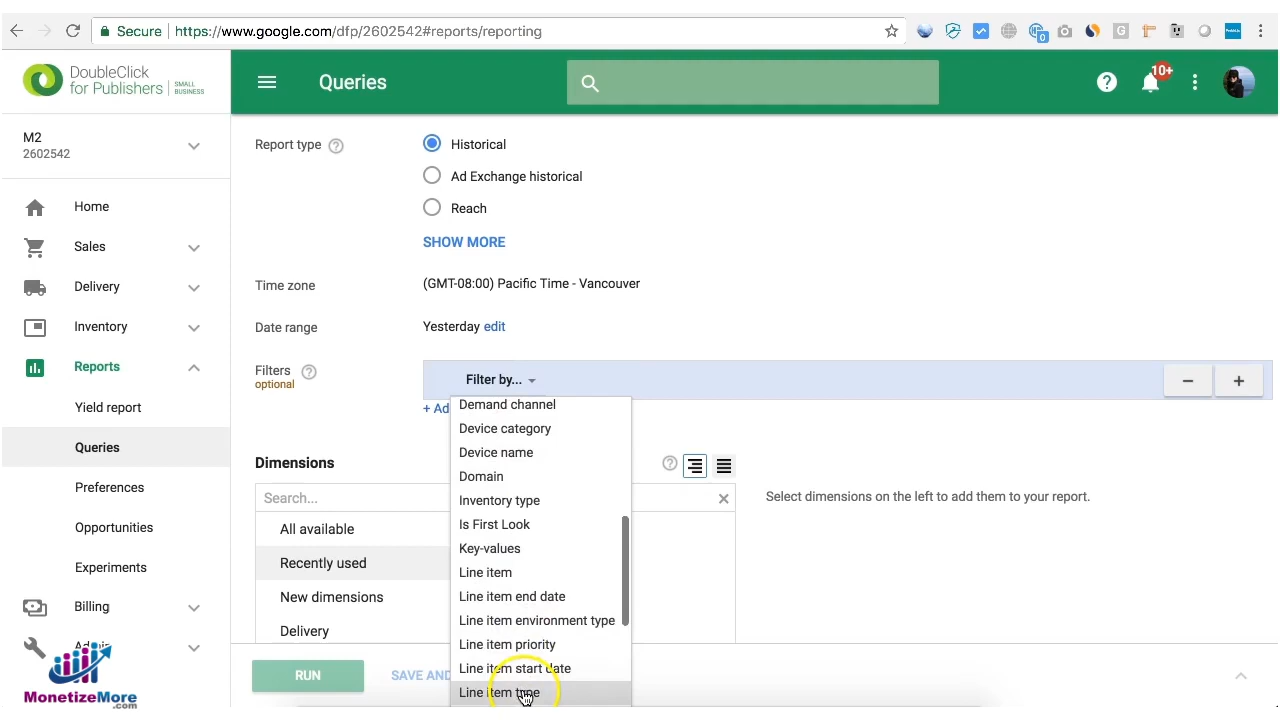 Secure https://www.google.com/dfp/2602542#reports/reporting
DoubleClick
for Publishers
SMALL
BUSINESS
Queries
10+
M2
2602542
Home
Sales
Delivery
Inventory
Reports
Yield report
Queries
Preferences
Opportunities
Experiments
Billing
Admin
MonetizeMore
.com
Report type
Historical
Ad Exchange historical
Reach
SHOW MORE
Time zone
(GMT-08:00) Pacific Time - Vancouver
Date range
Yesterday edit
Filters
optional
Filter by...
+ Ad
Demand channel
Device category
Device name
Domain
Inventory type
Is First Look
Key-values
Line item
Line item end date
Line item environment type
Line item priority
Line item start date
Line item type
Dimensions
Search...
All available
Recently used
New dimensions
Delivery
Select dimensions on the left to add them to your report.
RUN
SAVE AND